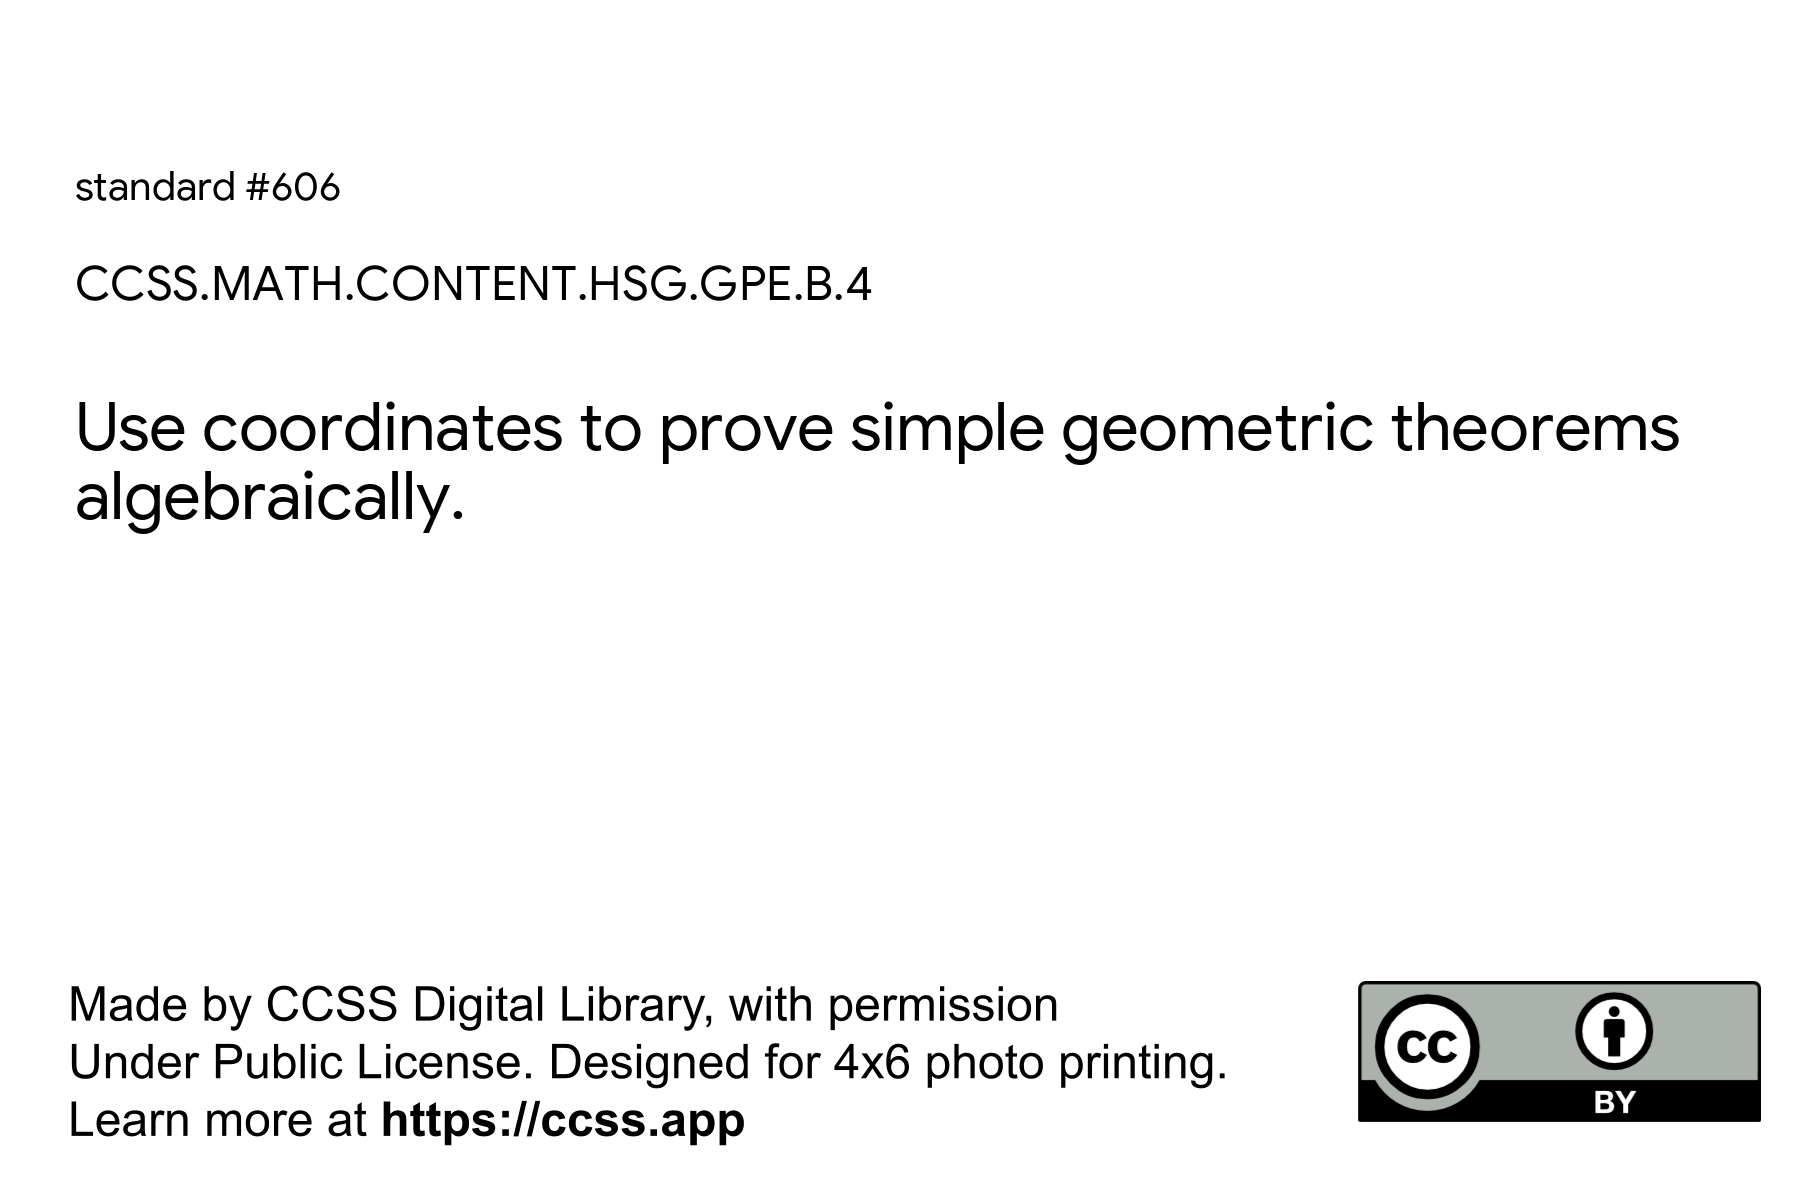 standard #606
CCSS.MATH.CONTENT.HSG.GPE.B.4
Use coordinates to prove simple geometric theorems
algebraically.
Made by CCSS Digital Library, with permission
Under Public License. Designed for 4x6 photo printing.
Learn more at https://ccss.app
CC
BY